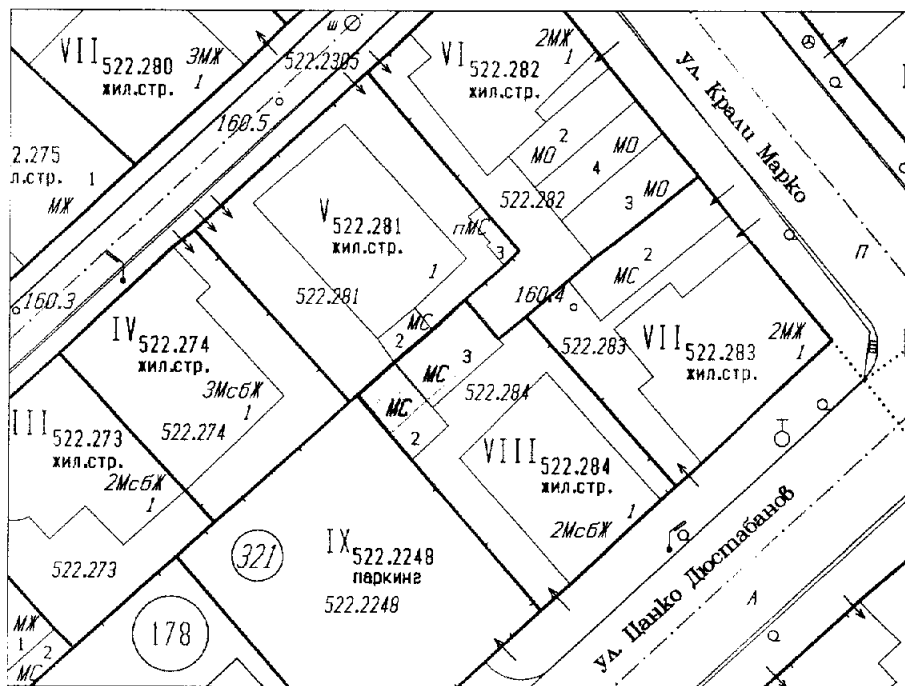 VII 522.280
жил.стр.
3МЖ
1
ш
522.2305
VI 522.282
жил.стр.
2МЖ
1
ул. Крали Марко
160.5
2.275
л.стр.
1
МЖ
МО 2
МО
4
МО
3
522.282
V 522.281
жил.стр.
1
пМС
3
522.281
МС
2
160.3
160.4
МС 2
П
IV 522.274
жил.стр.
3МсбЖ
1
522.274
МС 3
МС
2
522.284
522.283
VII 522.283
жил.стр.
2МЖ
1
III 522.273
жил.стр.
2МсбЖ
1
522.273
VIII 522.284
жил.стр.
2МсбЖ
1
321
IX 522.2248
паркинг
522.2248
178
ул. Цанко Дюстабанов
А
МЖ
1
2
МС